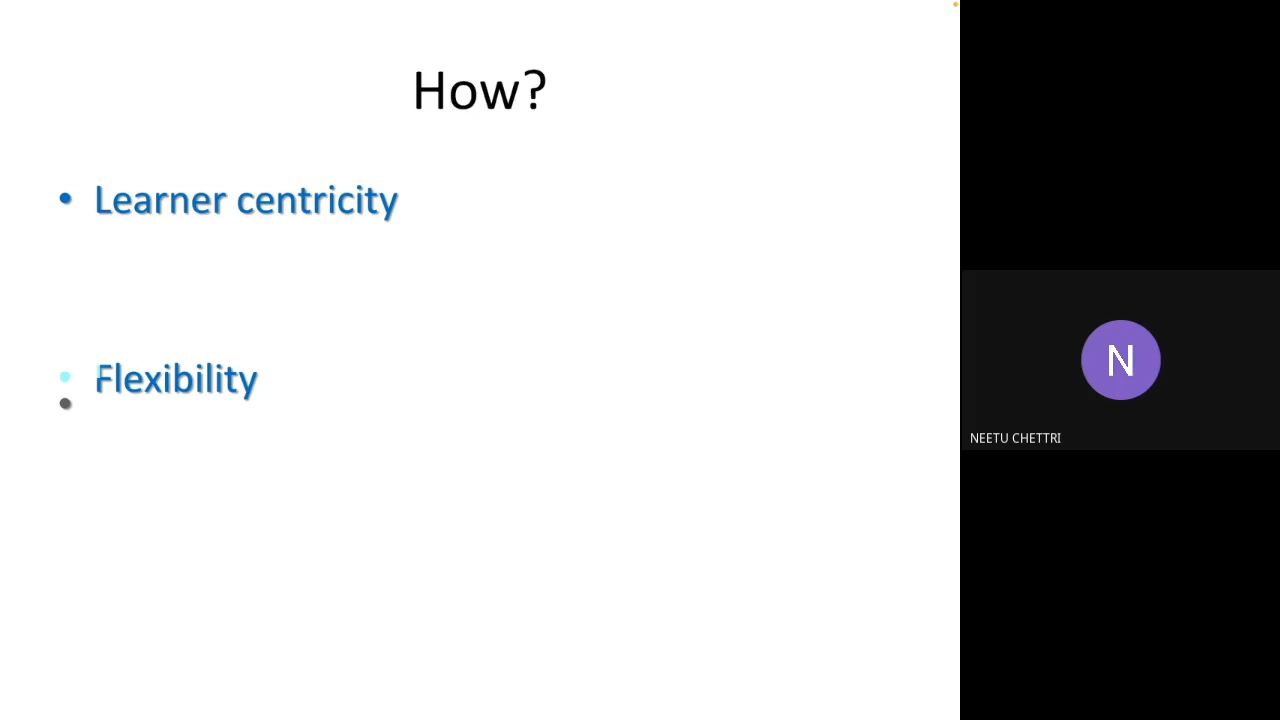 How?
• Learner centricity
• Flexibility
•
N
NEETU CHETTRI